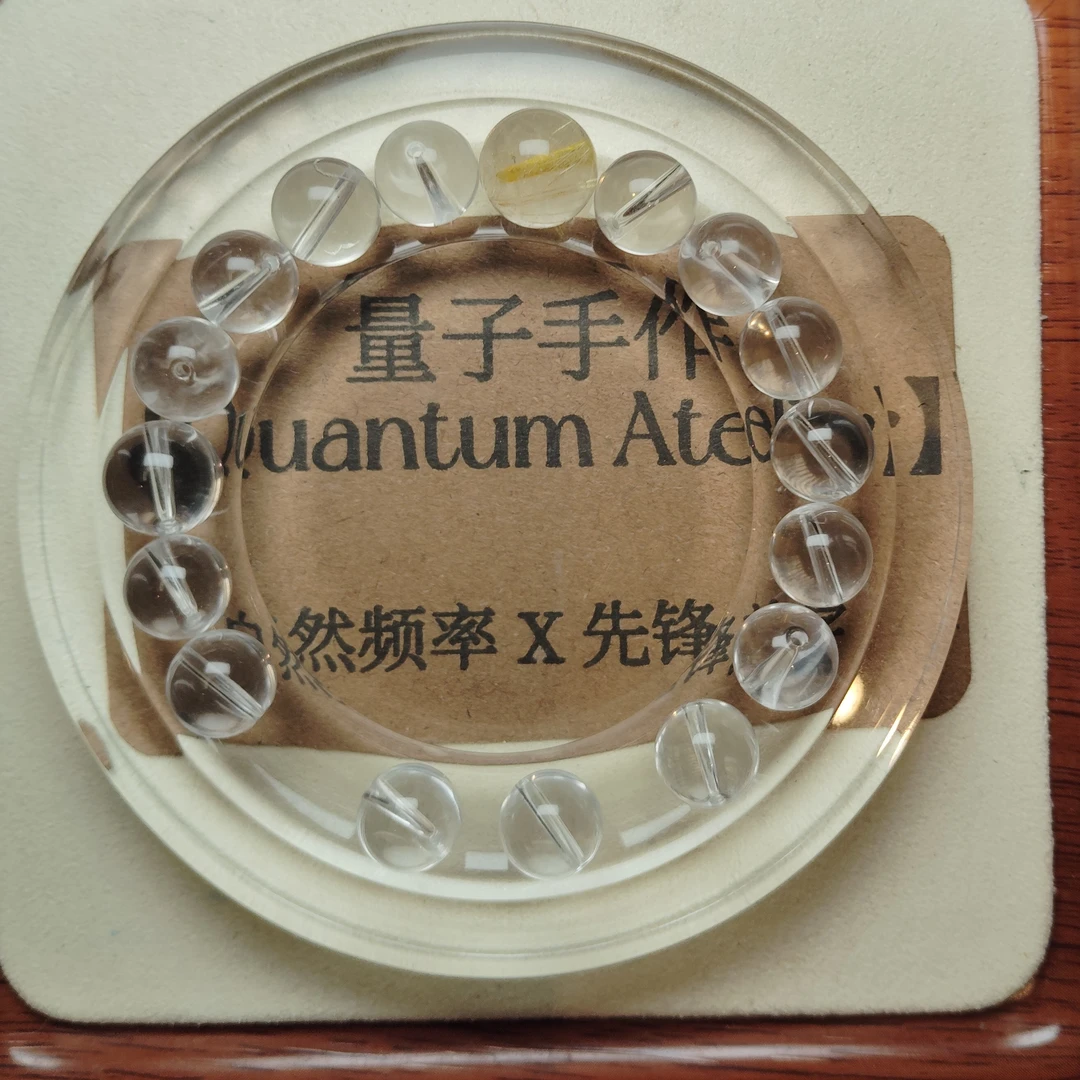 量子手作
Quantum
然频率 X 先锋